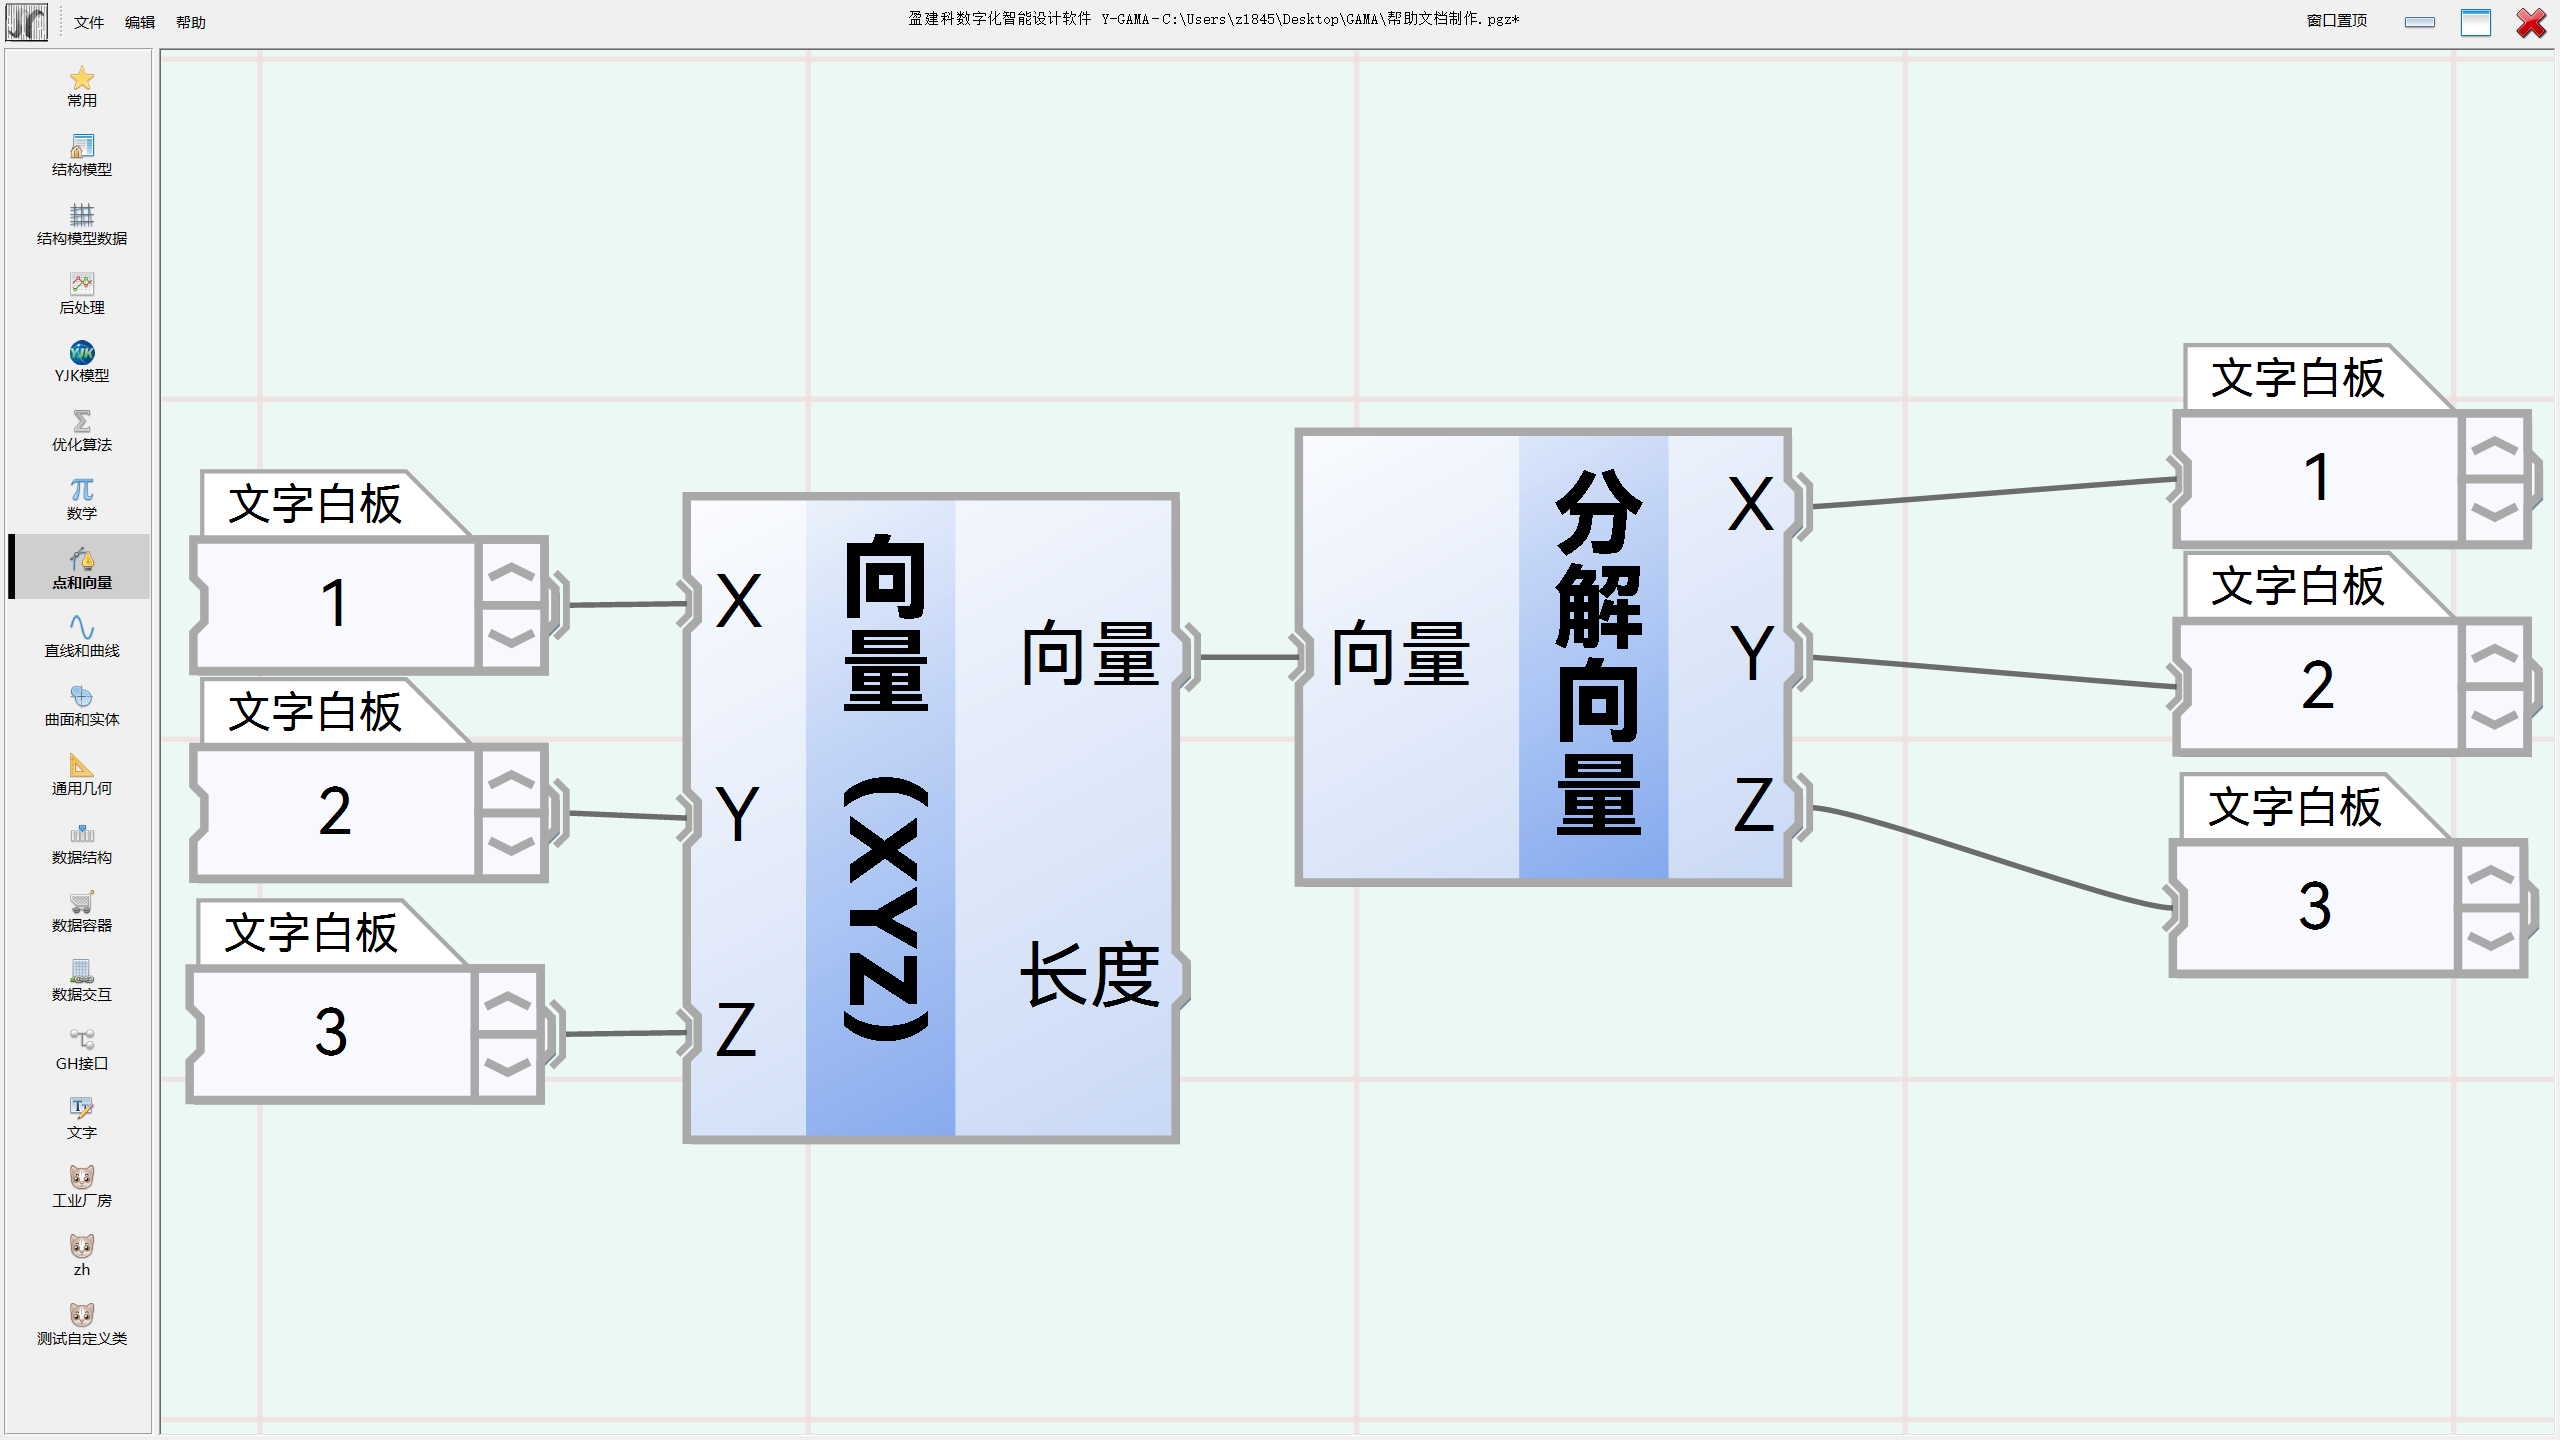 文件 编辑 帮助
盈建科数字化智能设计软件 Y-GAMA-C:\Users\z1845\Desktop\GAMA\帮助文档制作.pgz*
窗口置顶
常用
结构模型
结构模型数据
后处理
YJK模型
优化算法
数学
点和向量
直线和曲线
曲面和实体
通用几何
数据结构
数据容器
数据交互
GH接口
文字
工业厂房
zh
测试自定义类
文字白板
1
文字白板
2
文字白板
3
X
Y
Z
向量（XYZ）
向量
长度
向量
分解向量
X
Y
Z
文字白板
1
文字白板
2
文字白板
3